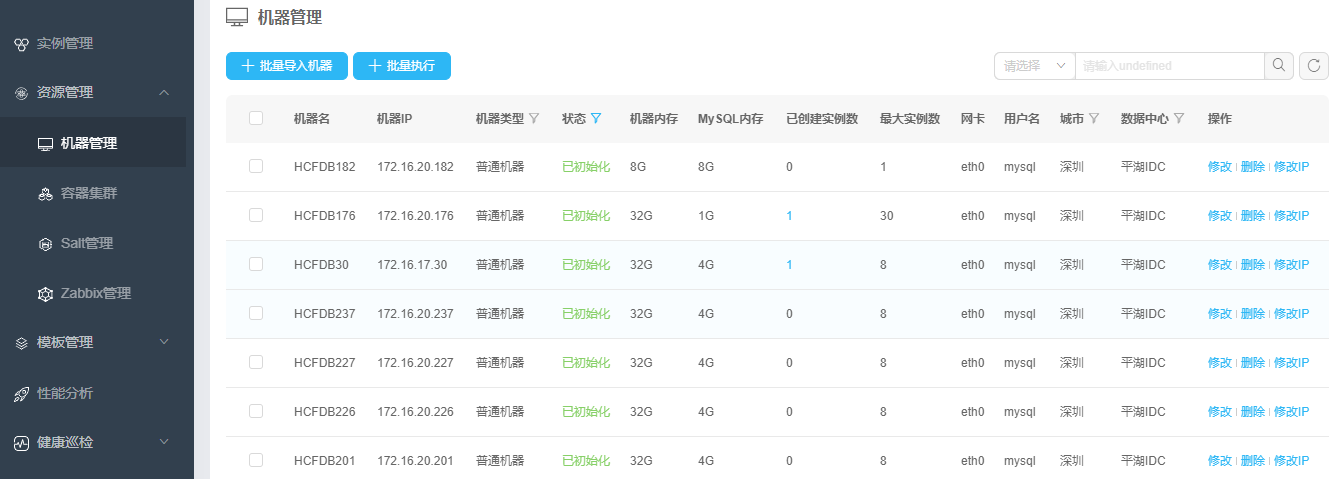 实例管理
资源管理
机器管理
容器集群
Salt管理
Zabbix管理
模板管理
性能分析
健康巡检
机器管理
批量导入机器 批量执行 请选择 请输入undefined
机器名 机器IP 机器类型 状态 机器内存 MySQL内存 已创建实例数 最大实例数 网卡 用户名 城市 数据中心 操作
HCFDB182 172.16.20.182 普通机器 已初始化 8G 8G 0 1 eth0 mysql 深圳 平湖IDC 修改 删除 修改IP
HCFDB176 172.16.20.176 普通机器 已初始化 32G 1G 1 30 eth0 mysql 深圳 平湖IDC 修改 删除 修改IP
HCFDB30 172.16.17.30 普通机器 已初始化 32G 4G 1 8 eth0 mysql 深圳 平湖IDC 修改 删除 修改IP
HCFDB237 172.16.20.237 普通机器 已初始化 32G 4G 0 8 eth0 mysql 深圳 平湖IDC 修改 删除 修改IP
HCFDB227 172.16.20.227 普通机器 已初始化 32G 4G 0 8 eth0 mysql 深圳 平湖IDC 修改 删除 修改IP
HCFDB226 172.16.20.226 普通机器 已初始化 32G 4G 0 8 eth0 mysql 深圳 平湖IDC 修改 删除 修改IP
HCFDB201 172.16.20.201 普通机器 已初始化 32G 4G 0 8 eth0 mysql 深圳 平湖IDC 修改 删除 修改IP